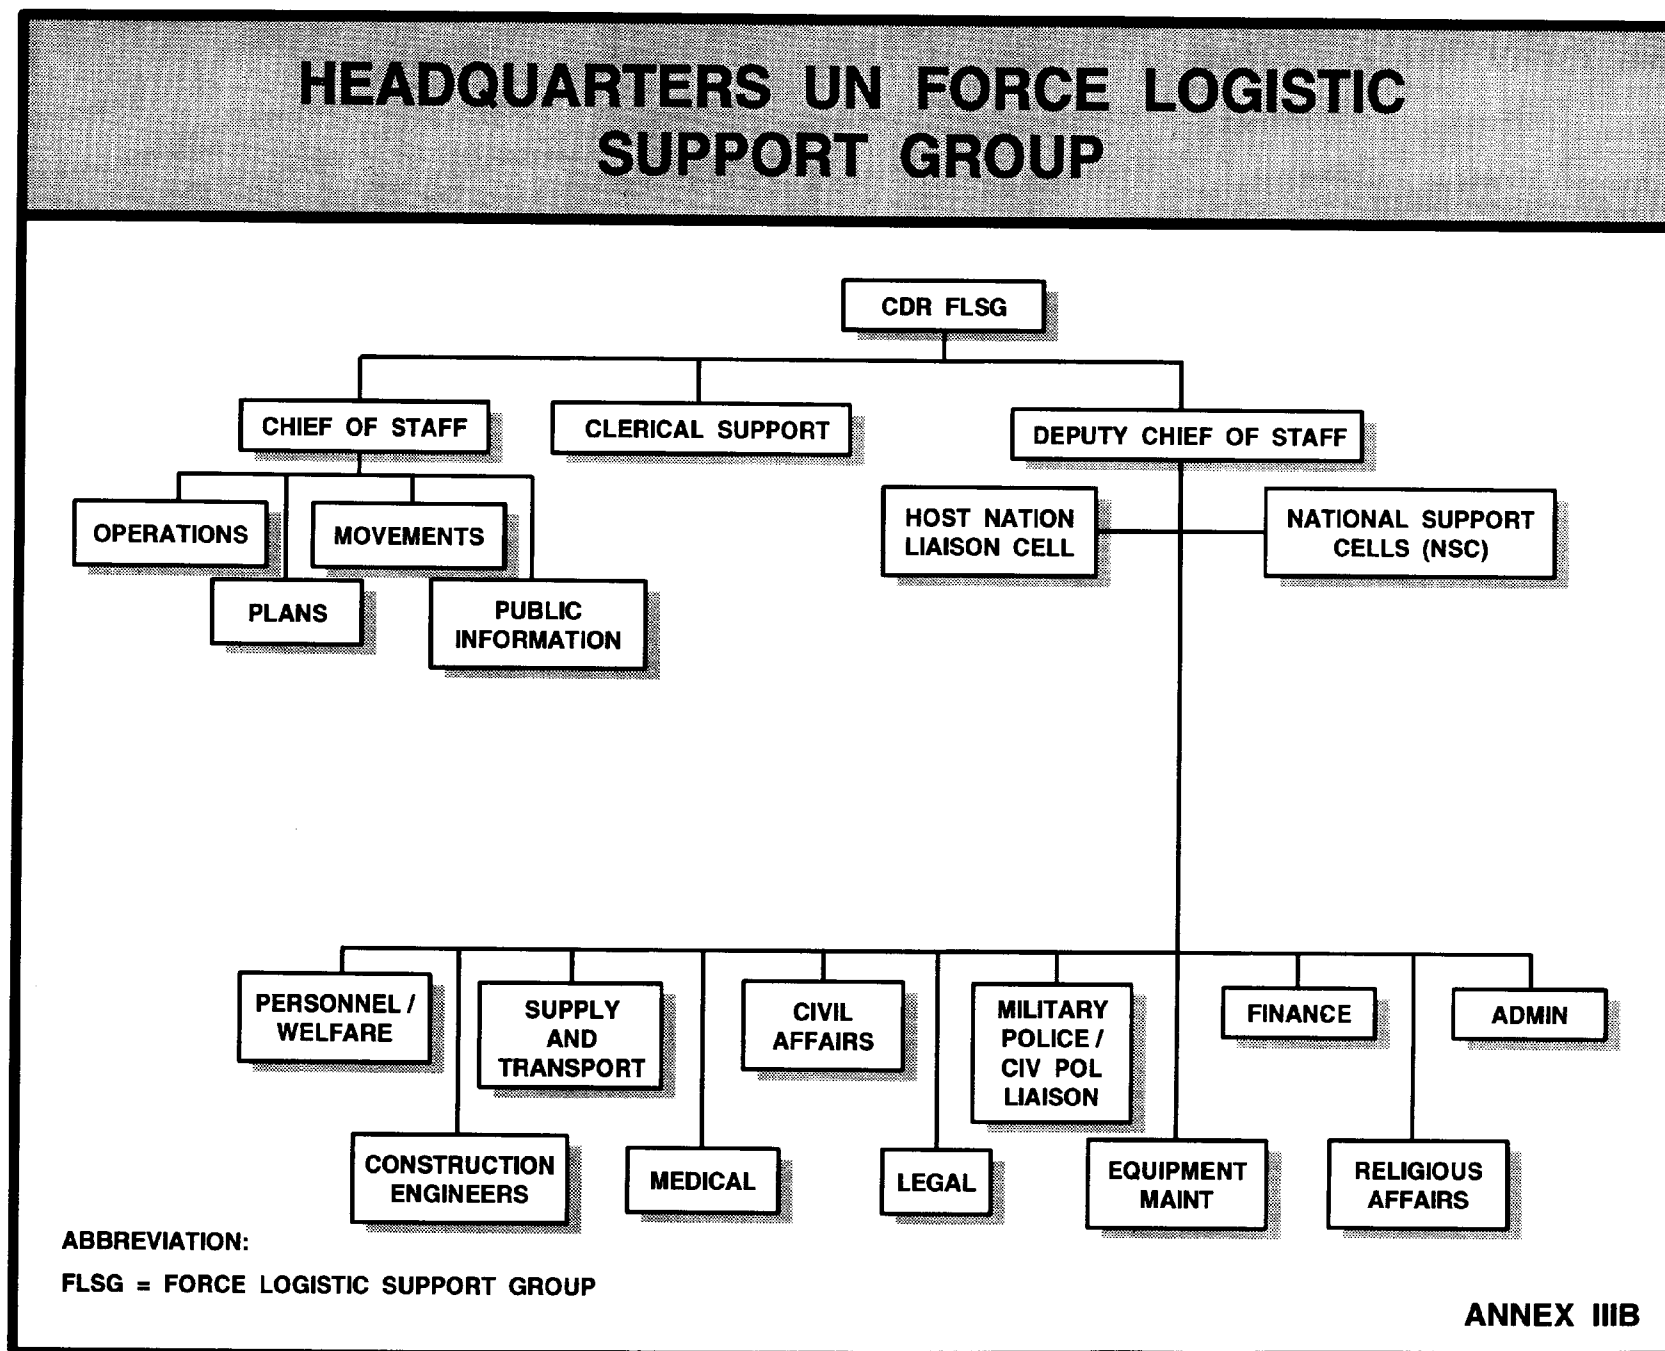 HEADQUARTERS UN FORCE LOGISTIC
SUPPORT GROUP
CDR FLSG
CHIEF OF STAFF
CLERICAL SUPPORT
DEPUTY CHIEF OF STAFF
OPERATIONS
MOVEMENTS
PLANS
PUBLIC
INFORMATION
HOST NATION
LIAISON CELL
NATIONAL SUPPORT
CELLS (NSC)
PERSONNEL /
WELFARE
SUPPLY
AND
TRANSPORT
CIVIL
AFFAIRS
MILITARY
POLICE /
CIV POL
LIAISON
FINANCE
ADMIN
CONSTRUCTION
ENGINEERS
MEDICAL
LEGAL
EQUIPMENT
MAINT
RELIGIOUS
AFFAIRS
ABBREVIATION:
FLSG = FORCE LOGISTIC SUPPORT GROUP
ANNEX IIIB